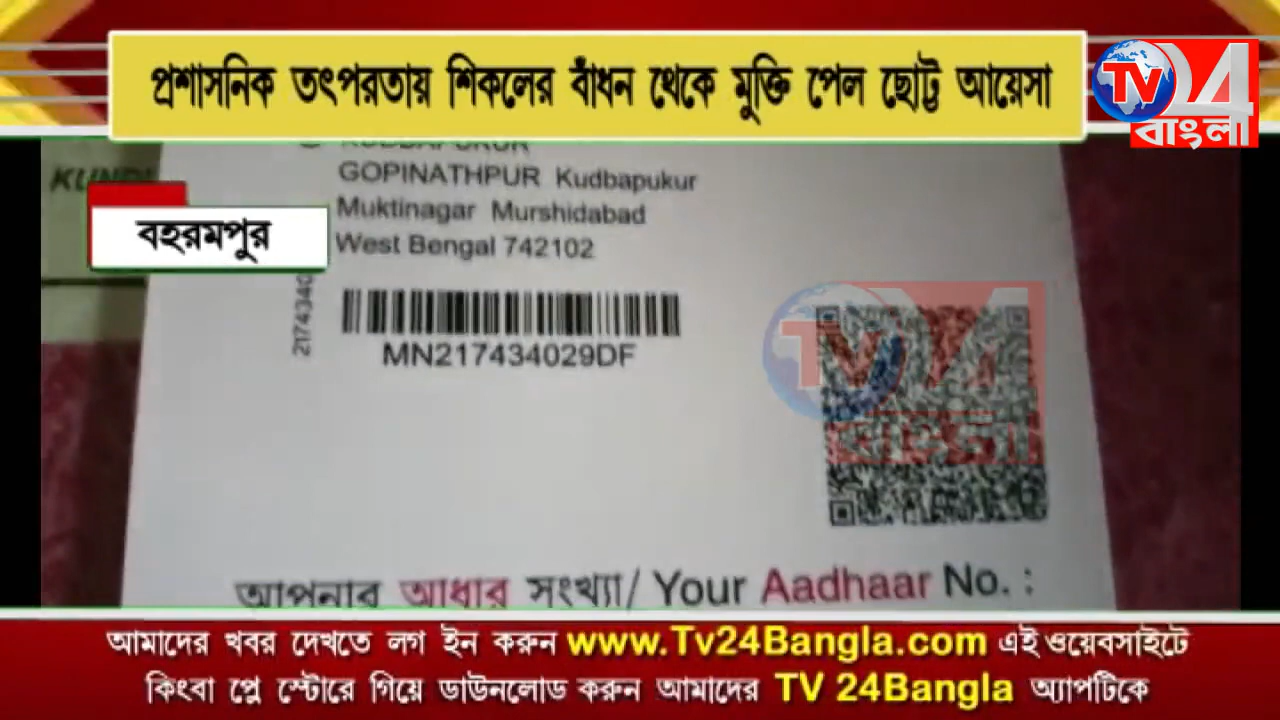 প্রশাসনিক তৎপরতায় শিকলের বাঁধন থেকে মুক্তি পেল ছোট্ট আয়েসা
TV 24
বাংলা
GOPINATHPUR Kudbapukur
Muktinagar Murshidabad
বহরমপুর
West Bengal 742102
MN217434029DF
আপনার আধার সংখ্যা/ Your Aadhaar No. :
আমাদের খবর দেখতে লগ ইন করুন www.Tv24Bangla.com এই ওয়েবসাইটে
কিংবা প্লে স্টোরে গিয়ে ডাউনলোড করুন আমাদের TV 24Bangla অ্যাপটিকে